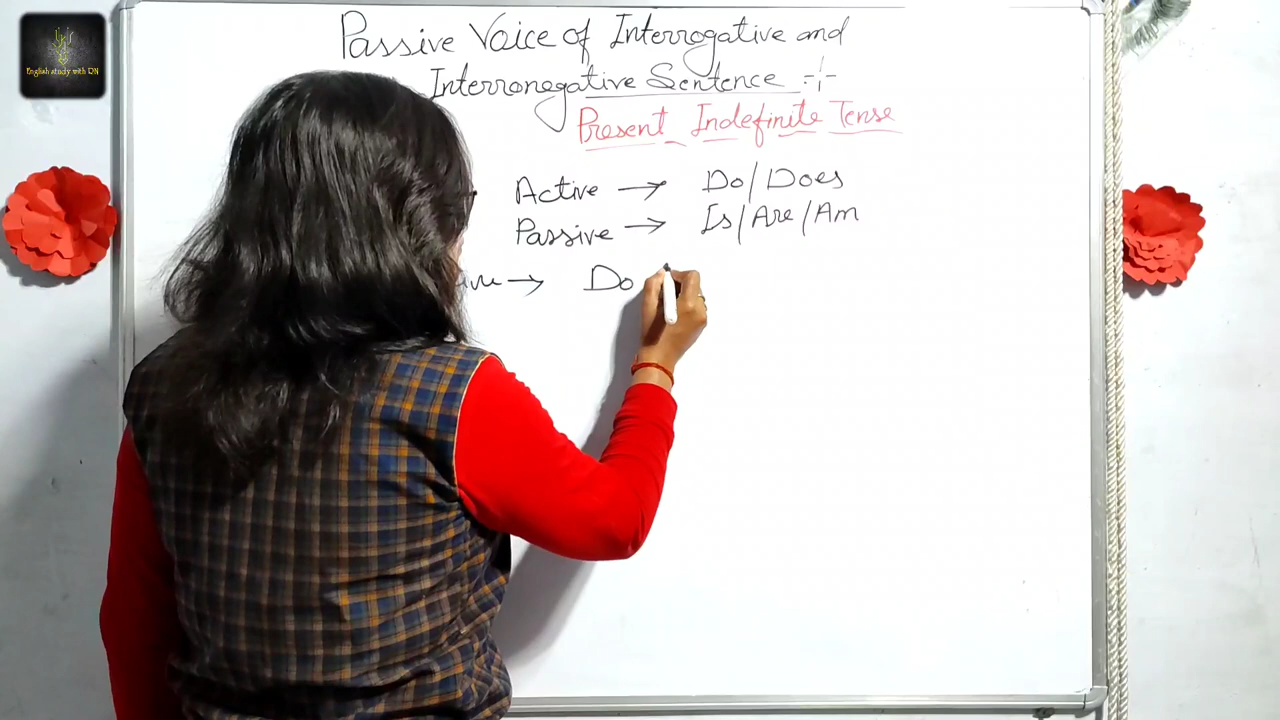 English study with RN
Passive Voice of Interrogative and
Interronegative Sentence :-
Present Indefinite Tense
Active → Do/Does
Passive → Is/Are/Am
→ Do